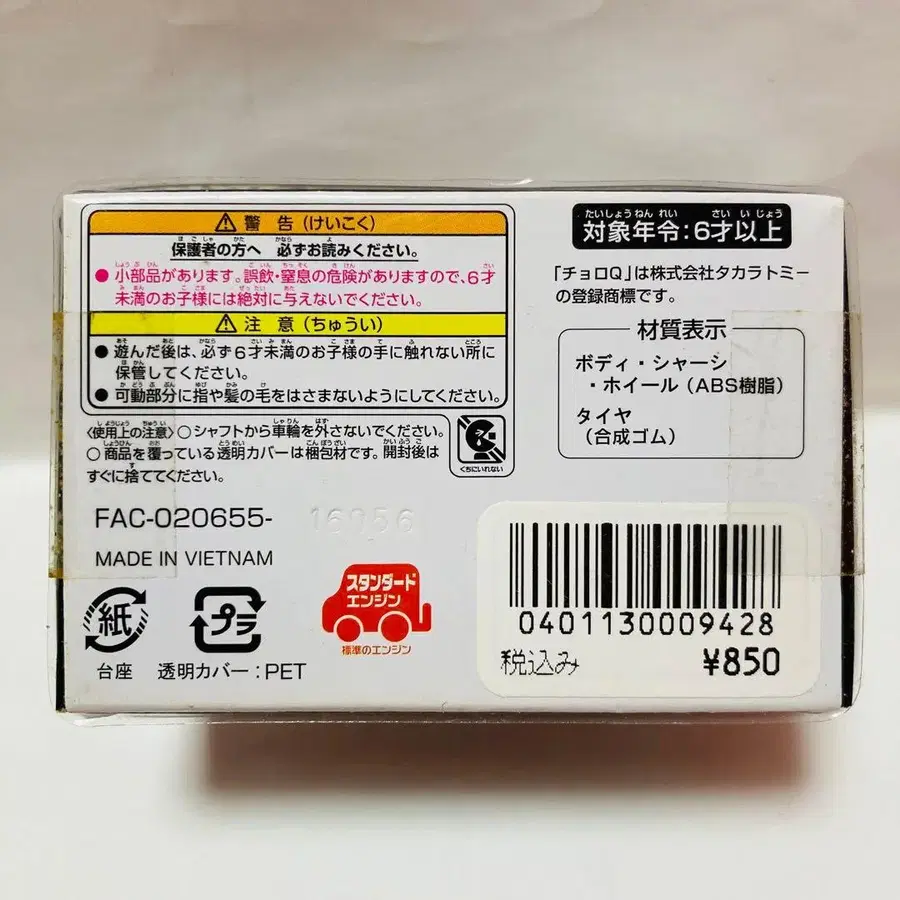 ⚠警告(けいこく)
保護者の方へ 必ずお読みください。
●小部品があります。誤飲・窒息の危険がありますので、6才
未満のお子様には絶対に与えないでください。
⚠注意(ちゅうい)
●遊んだ後は、必ず6才未満のお子様の手に触れない所に
保管してください。
●可動部分に指や髪の毛をはさまないようにしてください。
〈使用上の注意〉○シャフトから車輪を外さないでください。
○商品を覆っている透明カバーは梱包材です。開封後は
すぐに捨ててください。
くちにいれない
たいしょうねんれい さいいじょう
対象年令:6才以上
「チョロQ」は株式会社タカラトミー
の登録商標です。
材質表示
ボディ・シャーシ
・ホイール(ABS樹脂)
タイヤ
(合成ゴム)
FAC-020655-
MADE IN VIETNAM
紙
台座
プラ
透明カバー:PET
スタンダード
エンジン
標準のエンジン
0401130009428
税込み ¥850